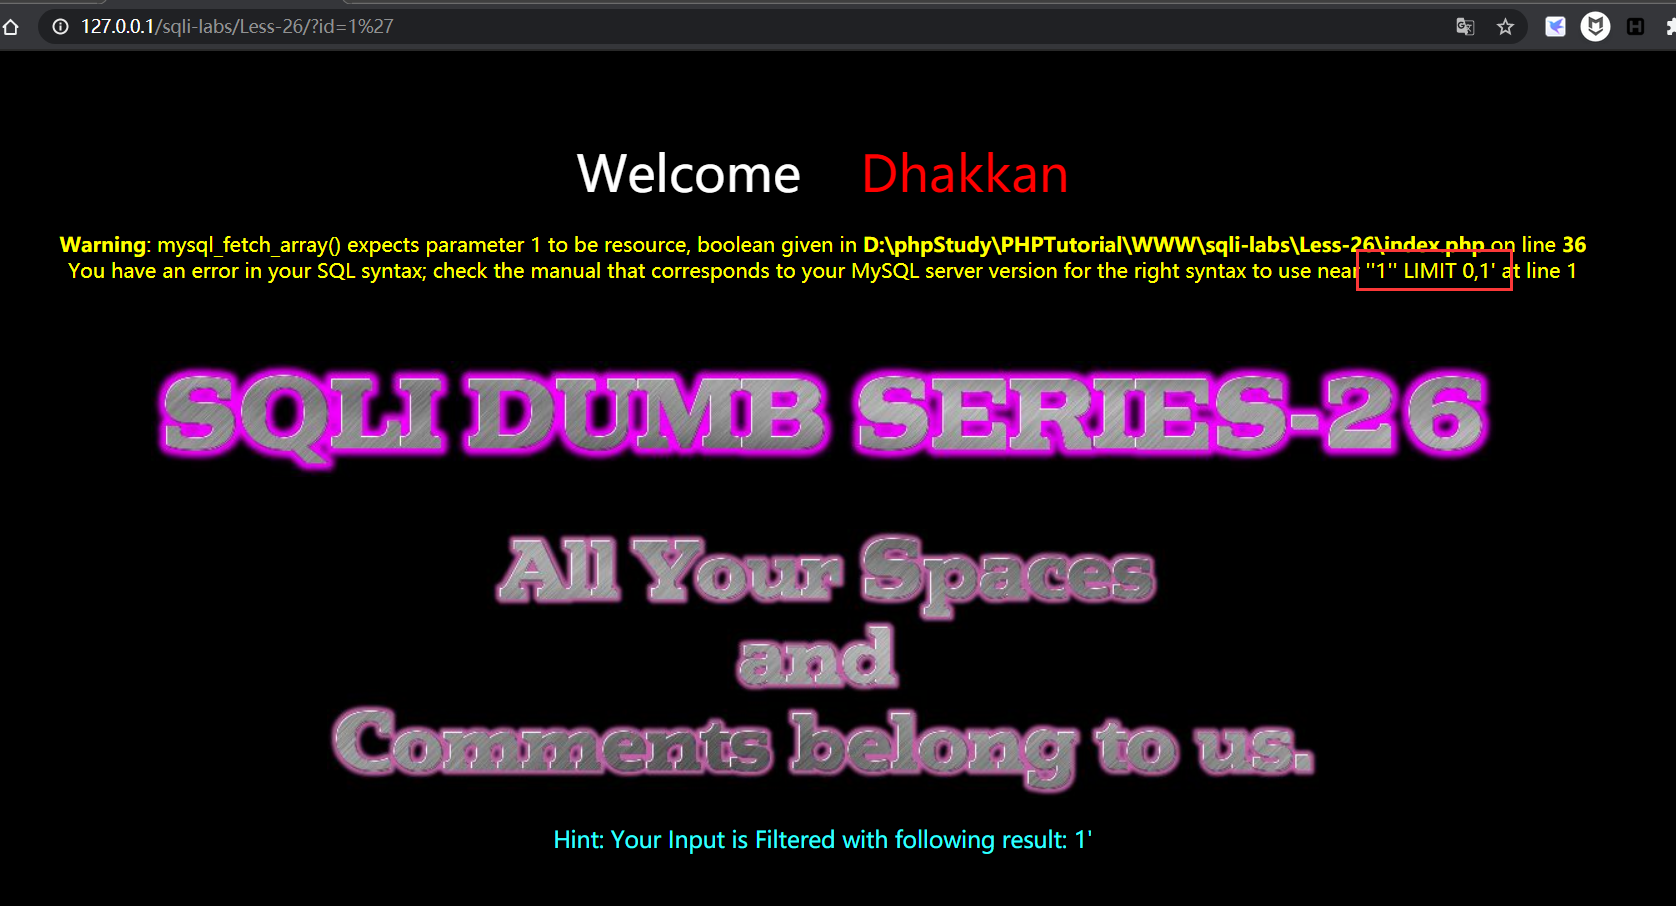 127.0.0.1/sqli-labs/Less-26/?id=1%27
Welcome Dhakkan
Warning: mysql_fetch_array() expects parameter 1 to be resource, boolean given in D:\phpStudy\PHPTutorial\WWW\sqli-labs\Less-26\index.php on line 36
You have an error in your SQL syntax; check the manual that corresponds to your MySQL server version for the right syntax to use near ''1'' LIMIT 0,1' at line 1
SQLI DUMB SERIES-26
All Your Spaces
and
Comments belong to us.
Hint: Your Input is Filtered with following result: 1'